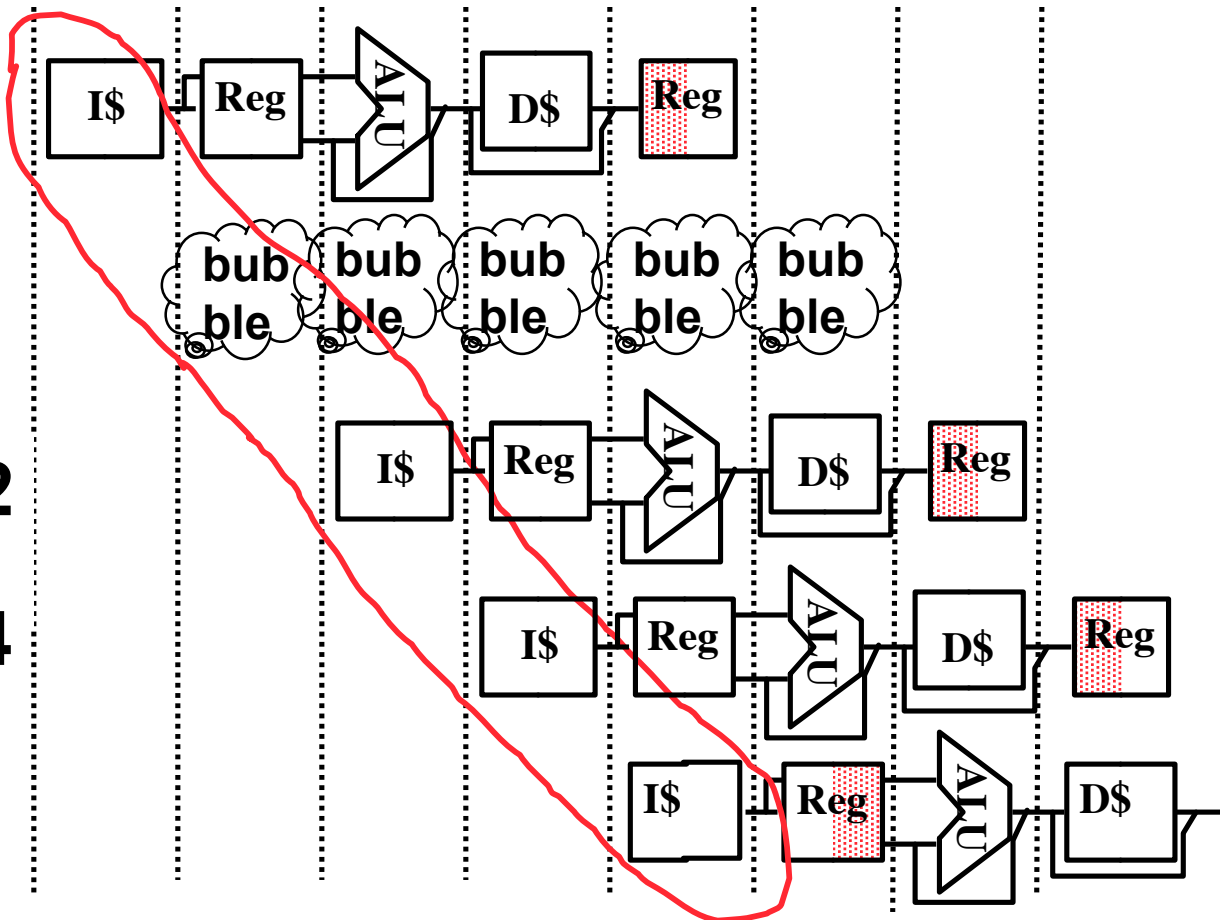 I$ Reg ALU D$ Reg
bub bub bub bub bub
ble ble ble ble ble
2 I$ Reg ALU D$ Reg
4 I$ Reg ALU D$ Reg
I$ Reg ALU D$